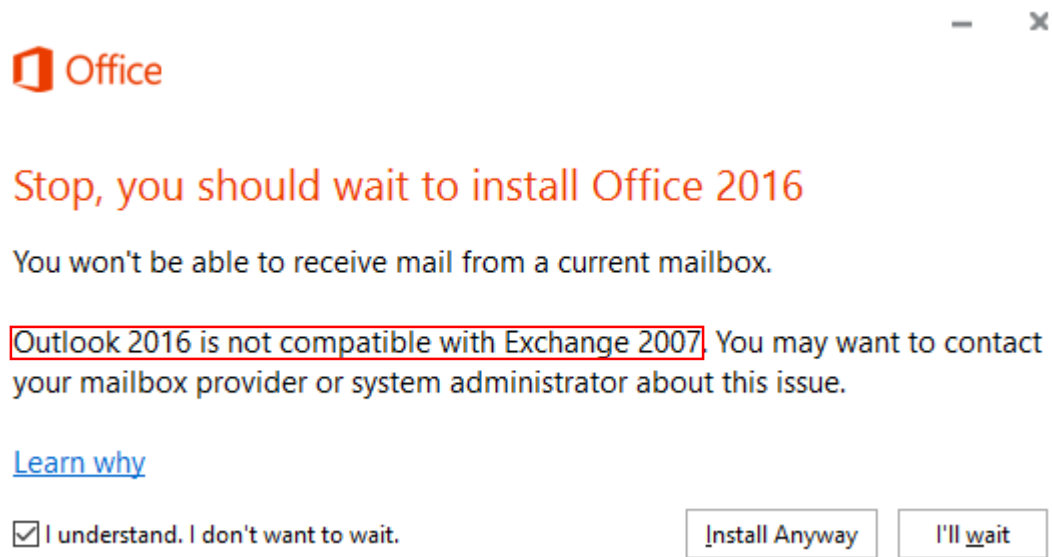 Office
Stop, you should wait to install Office 2016
You won't be able to receive mail from a current mailbox.
Outlook 2016 is not compatible with Exchange 2007. You may want to contact
your mailbox provider or system administrator about this issue.
Learn why
I understand. I don't want to wait.
Install Anyway
I'll wait